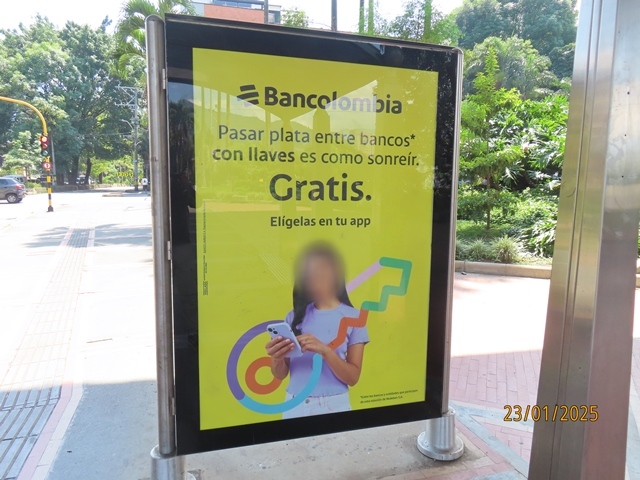 Bancolombia
Pasar plata entre bancos*
con llaves es como sonreír.
Gratis.
Elígelas en tu app
23/01/2025